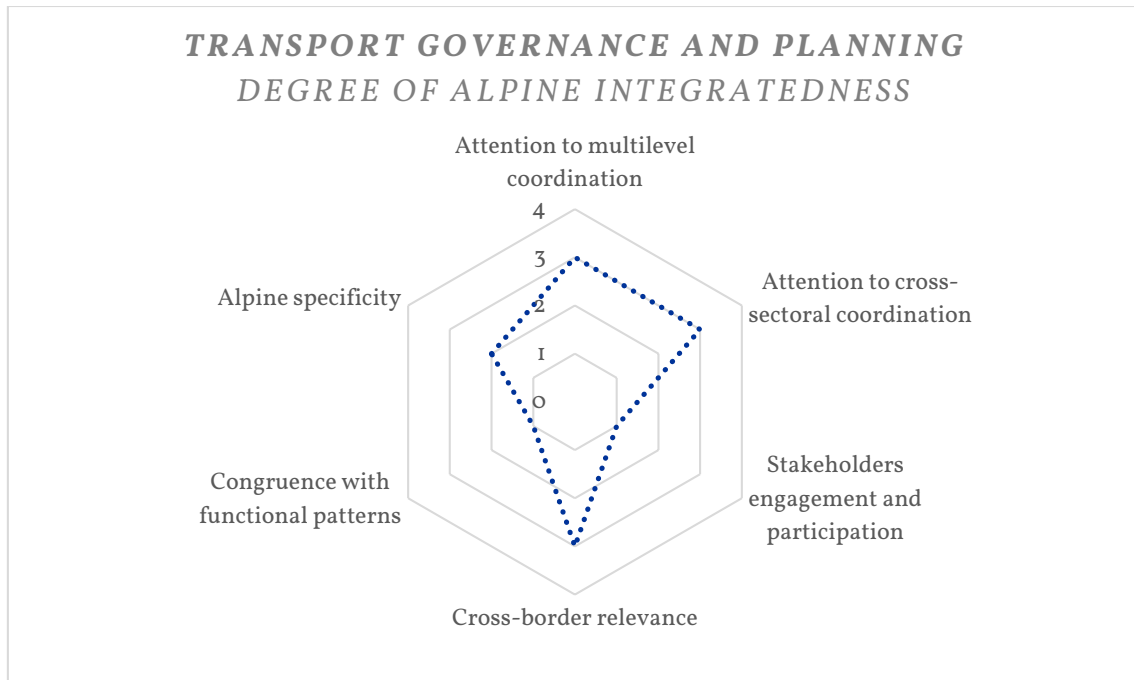 TRANSPORT GOVERNANCE AND PLANNING
DEGREE OF ALPINE INTEGRATEDNESS
Attention to multilevel
coordination
4
3
2
1
0
Attention to cross-
sectoral coordination
Stakeholders
engagement and
participation
Cross-border relevance
Congruence with
functional patterns
Alpine specificity